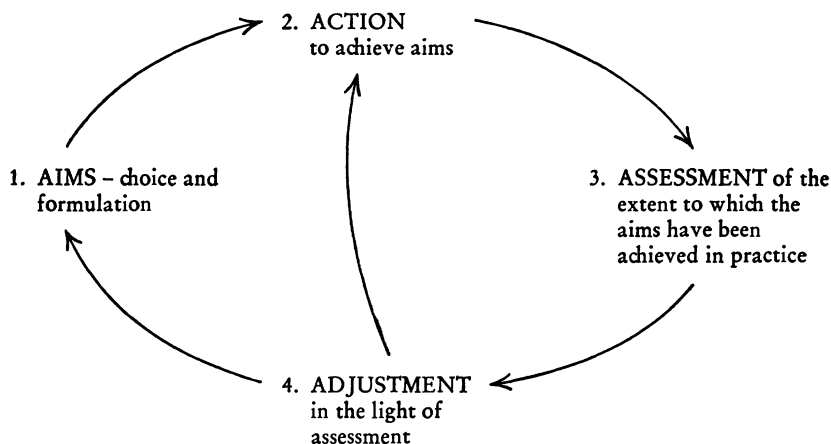 2. ACTION
to achieve aims
1. AIMS – choice and
formulation
3. ASSESSMENT of the
extent to which the
aims have been
achieved in practice
4. ADJUSTMENT
in the light of
assessment